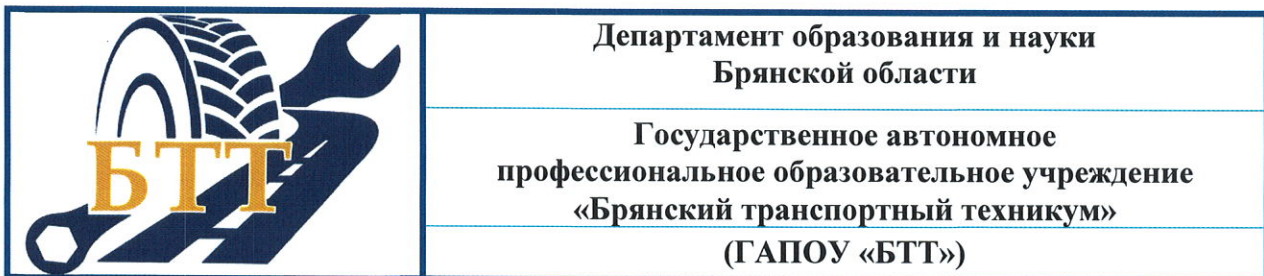 БТТ
Департамент образования и науки
Брянской области
Государственное автономное
профессиональное образовательное учреждение
«Брянский транспортный техникум»
(ГАПОУ «БТТ»)